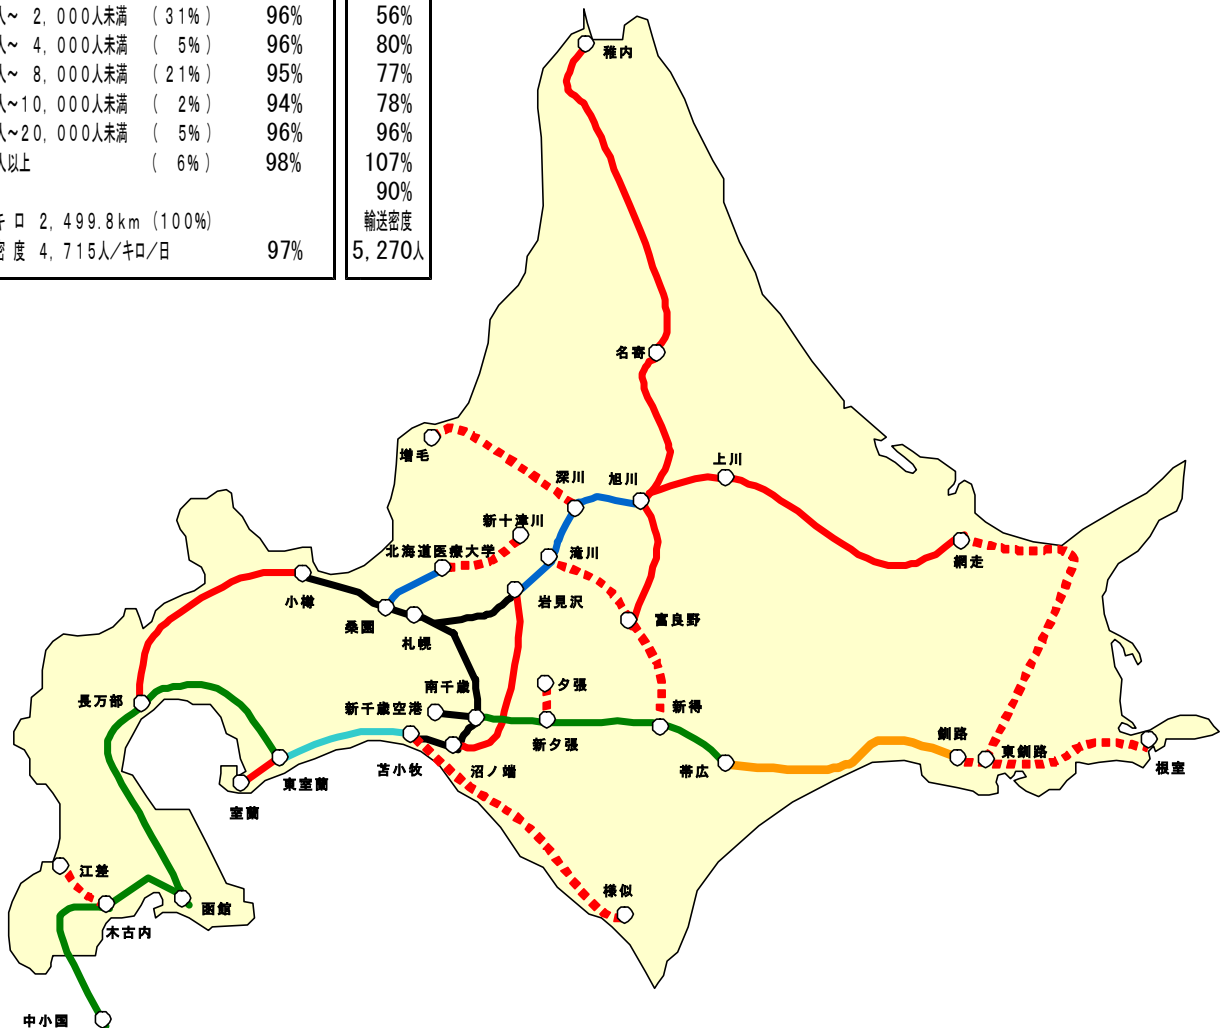 人～ 2,000人未満 (31%) 96% 56%
人～ 4,000人未満 ( 5%) 96% 80%
人～ 8,000人未満 (21%) 95% 77%
人～10,000人未満 ( 2%) 94% 78%
人～20,000人未満 ( 5%) 96% 96%
人以上 ( 6%) 98% 107%
90%
キロ 2,499.8km (100%) 輸送密度
密度 4,715人/キロ/日 97% 5,270人
稚内
名寄
増毛
上川
深川
旭川
新十津川
北海道医療大学
滝川
網走
小樽
岩見沢
桑園
富良野
札幌
南千歳
夕張
長万部
新千歳空港
新得
新夕張
釧路
東釧路
根室
苫小牧
沼ノ端
帯広
東室蘭
室蘭
江差
様似
函館
木古内
中小国